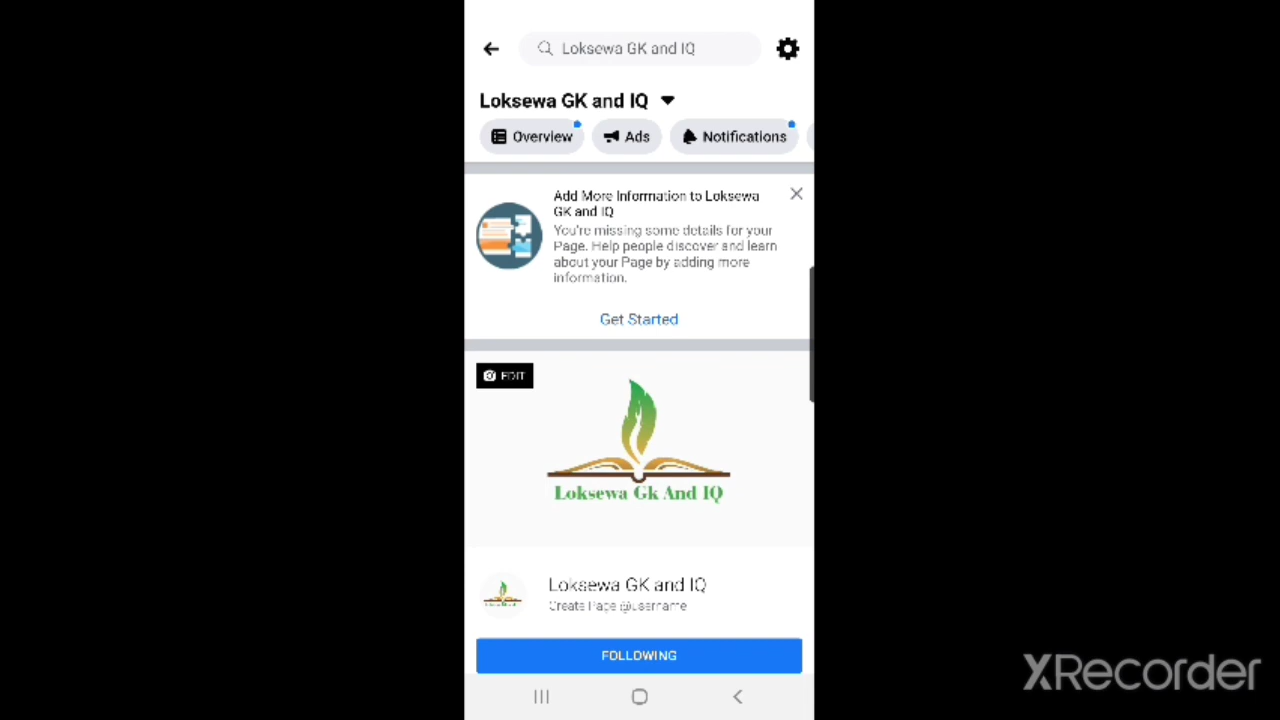 Loksewa GK and IQ
Loksewa GK and IQ
Overview
Ads
Notifications
Add More Information to Loksewa
GK and IQ
You're missing some details for your
Page. Help people discover and learn
about your Page by adding more
information.
Get Started
EDIT
Loksewa Gk And IQ
Loksewa GK and IQ
Create Page @username
FOLLOWING
XRecorder